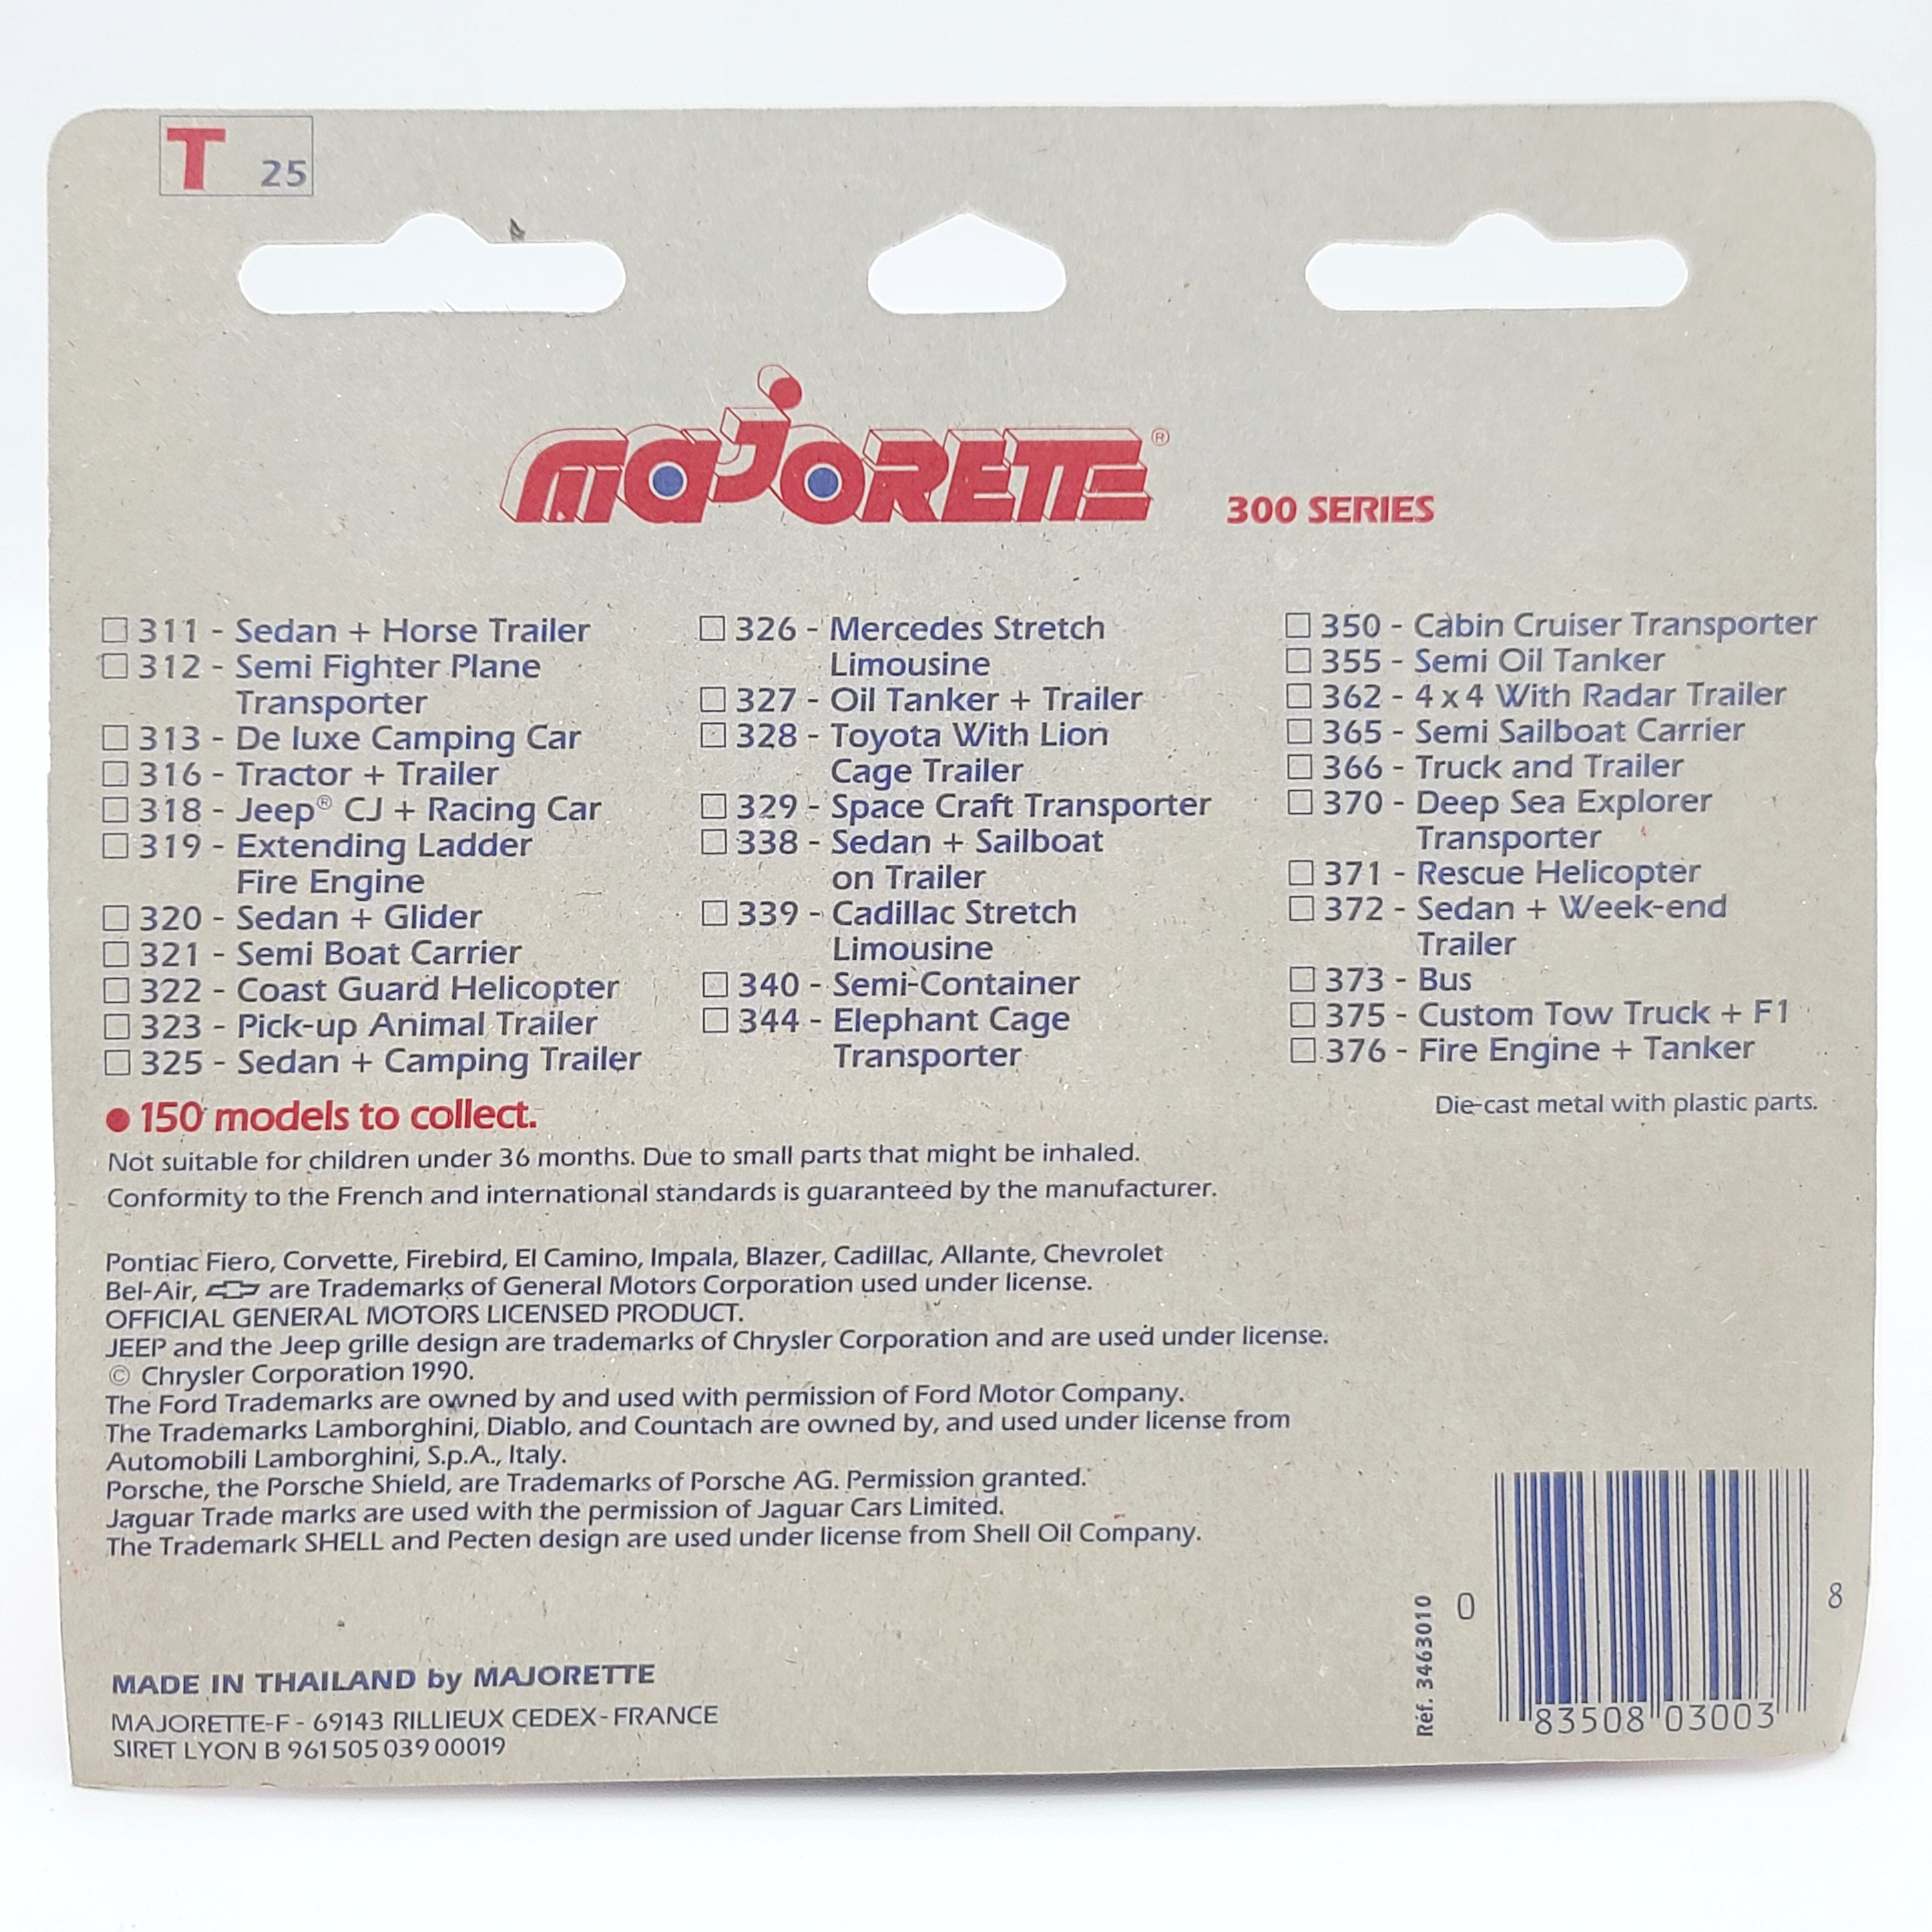 T 25
majorette ®
300 SERIES
311 - Sedan + Horse Trailer
312 - Semi Fighter Plane
Transporter
313 - De luxe Camping Car
316 - Tractor + Trailer
318 - Jeep® CJ + Racing Car
319 - Extending Ladder
Fire Engine
320 - Sedan + Glider
321 - Semi Boat Carrier
322 - Coast Guard Helicopter
323 - Pick-up Animal Trailer
325 - Sedan + Camping Trailer
326 - Mercedes Stretch
Limousine
327 - Oil Tanker + Trailer
328 - Toyota With Lion
Cage Trailer
329 - Space Craft Transporter
338 - Sedan + Sailboat
on Trailer
339 - Cadillac Stretch
Limousine
340 - Semi-Container
344 - Elephant Cage
Transporter
350 - Cabin Cruiser Transporter
355 - Semi Oil Tanker
362 - 4 x 4 With Radar Trailer
365 - Semi Sailboat Carrier
366 - Truck and Trailer
370 - Deep Sea Explorer
Transporter
371 - Rescue Helicopter
372 - Sedan + Week-end
Trailer
373 - Bus
375 - Custom Tow Truck + F1
376 - Fire Engine + Tanker
● 150 models to collect.
Die-cast metal with plastic parts.
Not suitable for children under 36 months. Due to small parts that might be inhaled.
Conformity to the French and international standards is guaranteed by the manufacturer.
Pontiac Fiero, Corvette, Firebird, El Camino, Impala, Blazer, Cadillac, Allante, Chevrolet
Bel-Air, are Trademarks of General Motors Corporation used under license.
OFFICIAL GENERAL MOTORS LICENSED PRODUCT.
JEEP and the Jeep grille design are trademarks of Chrysler Corporation and are used under license.
© Chrysler Corporation 1990.
The Ford Trademarks are owned by and used with permission of Ford Motor Company.
The Trademarks Lamborghini, Diablo, and Countach are owned by, and used under license from
Automobili Lamborghini, S.p.A., Italy.
Porsche, the Porsche Shield, are Trademarks of Porsche AG. Permission granted.
Jaguar Trade marks are used with the permission of Jaguar Cars Limited.
The Trademark SHELL and Pecten design are used under license from Shell Oil Company.
MADE IN THAILAND by MAJORETTE
MAJORETTE-F - 69143 RILLIEUX CEDEX - FRANCE
SIRET LYON B 961 505 039 00019
Réf. 3463010
0 83508 03003 8